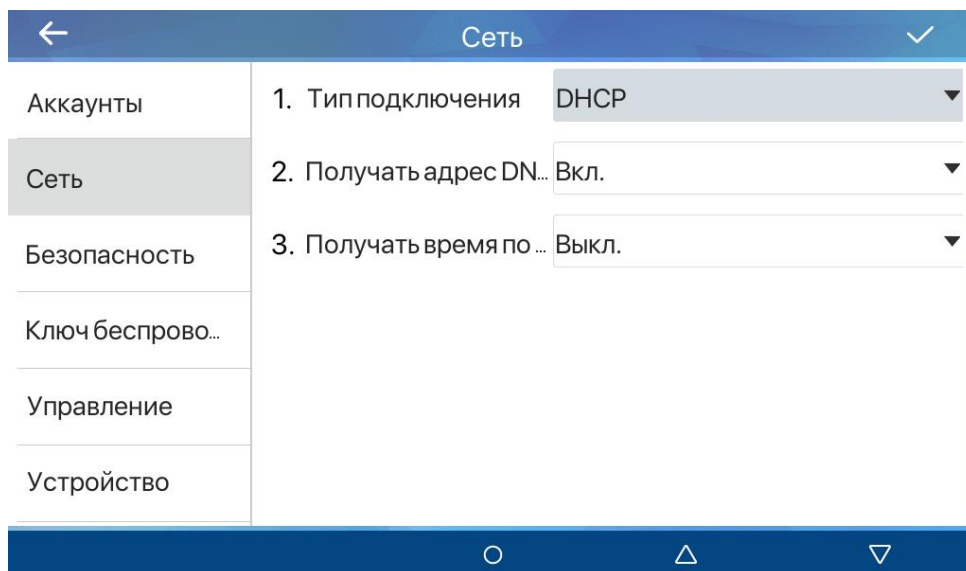 Сеть
Аккаунты
Сеть
Безопасность
Ключ беспрово...
Управление
Устройство
1. Тип подключения DHCP
2. Получать адрес DN... Вкл.
3. Получать время по ... Выкл.